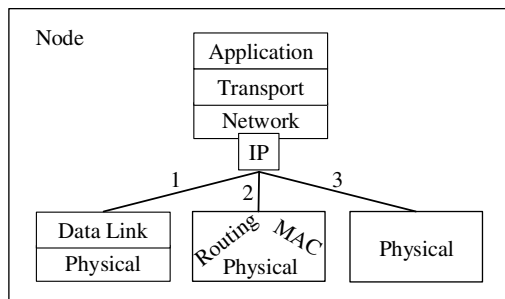 Node
Application
Transport
Network
IP
1
2
3
Data Link
Physical
Routing
MAC
Physical
Physical